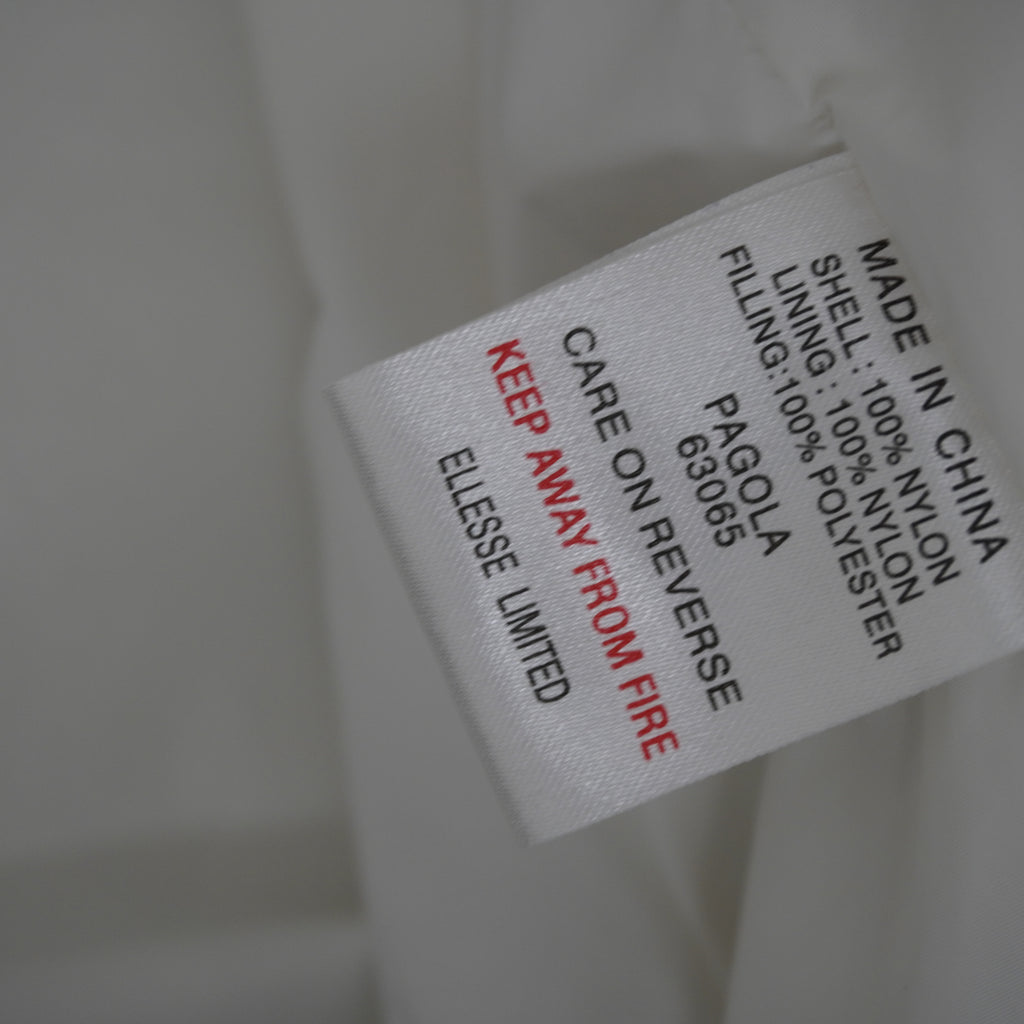 MADE IN CHINA
SHELL : 100% NYLON
LINING : 100% NYLON
FILLING:100% POLYESTER
PAGOLA
63065
CARE ON REVERSE
KEEP AWAY FROM FIRE
ELLESSE LIMITED